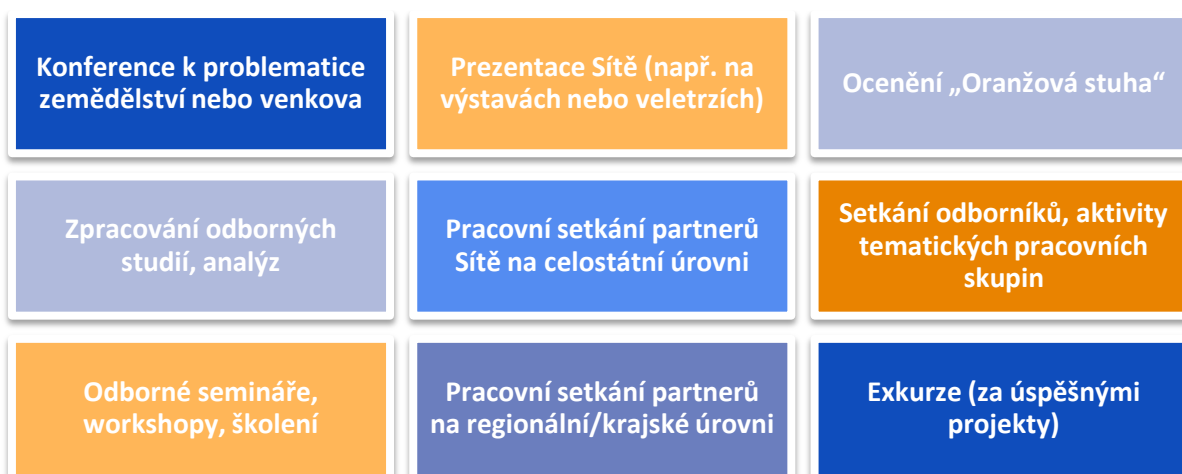 Konference k problematice
zemědělství nebo venkova
Prezentace Sítě (např. na
výstavách nebo veletrzích)
Ocenění „Oranžová stuha“
Zpracování odborných
studií, analýz
Pracovní setkání partnerů
Sítě na celostátní úrovni
Setkání odborníků, aktivity
tematických pracovních
skupin
Odborné semináře,
workshopy, školení
Pracovní setkání partnerů
na regionální/krajské úrovni
Exkurze (za úspěšnými
projekty)